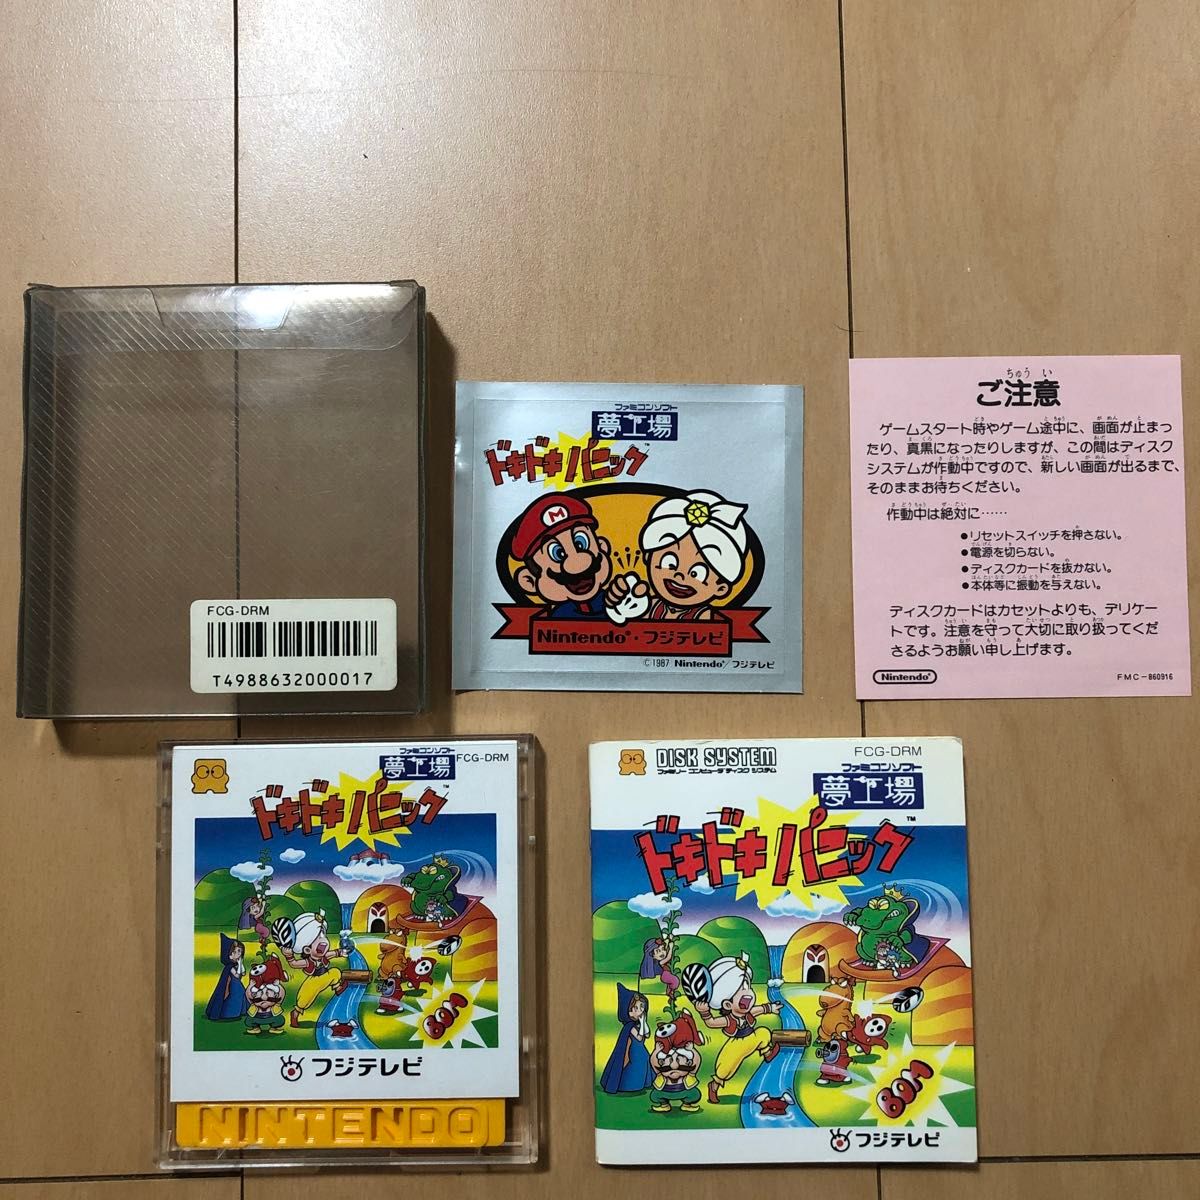 FCG-DRM
T4988632000017
ファミコンソフト
夢工場
ドキドキパニック™
M
Nintendo®・フジテレビ
©1987 Nintendo/フジテレビ
ちゅう い
ご注意
ゲームスタート時やゲーム途中に、画面が止まっ
たり、真黒になったりしますが、この間はディスク
システムが作動中ですので、新しい画面が出るまで、
そのままお待ちください。
作動中は絶対に……
●リセットスイッチを押さない。
●電源を切らない。
●ディスクカードを抜かない。
●本体等に振動を与えない。
ディスクカードはカセットよりも、デリケー
トです。注意を守って大切に取り扱ってくだ
さるようお願い申し上げます。
Nintendo®
FMC-860916
ファミコンソフト
夢工場
FCG-DRM
ドキドキパニック™
BOM
フジテレビ
NINTENDO
DISK SYSTEM
ファミリー コンピュータ ディスク システム
FCG-DRM
ファミコンソフト
夢工場
ドキドキパニック™
BOM
フジテレビ